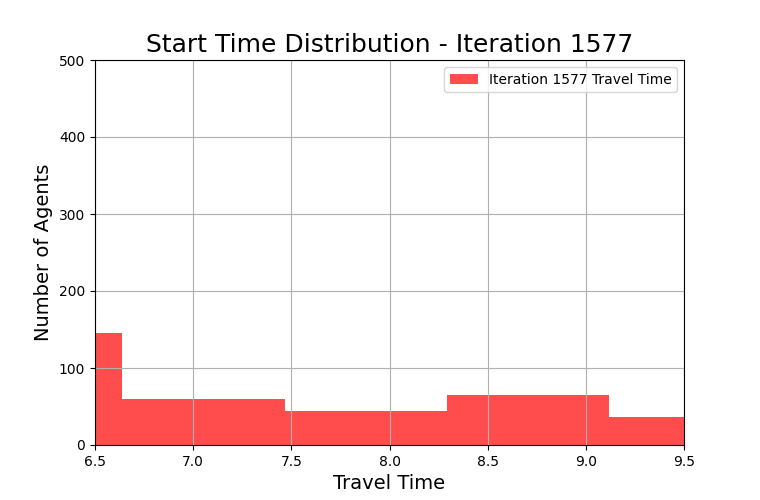 Start Time Distribution - Iteration 1577
500
400
300
200
100
0
Number of Agents
Iteration 1577 Travel Time
6.5 7.0 7.5 8.0 8.5 9.0 9.5
Travel Time